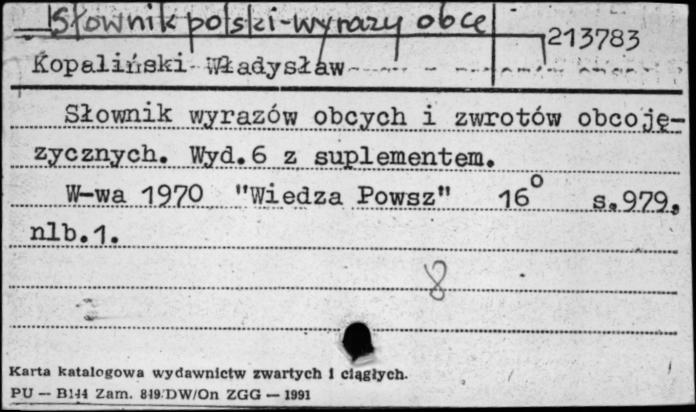 Słownik polski-wyrazy obce
213783
Kopaliński Władysław
Słownik wyrazów obcych i zwrotów obcoję-
zycznych. Wyd.6 z suplementem.
W-wa 1970 "Wiedza Powsz" 16° s.979,
nlb.1.
8
Karta katalogowa wydawnictw zwartych i ciągłych.
PU — B144 Zam. 849/DW/On ZGG — 1991